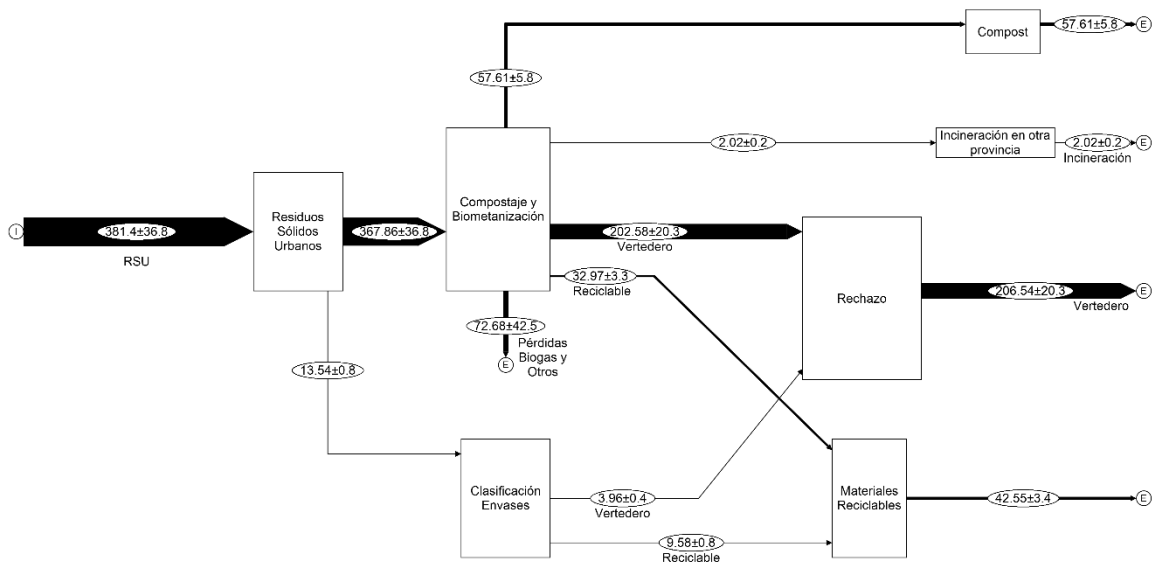 Compost
57.61±5.8
E
57.61±5.8
2.02±0.2
Incineración en otra
provincia
2.02±0.2
E
Incineración
I
381.4±36.8
RSU
Residuos
Sólidos
Urbanos
367.86±36.8
Compostaje y
Biometanización
202.58±20.3
Vertedero
32.97±3.3
Reciclable
Rechazo
206.54±20.3
E
Vertedero
72.68±42.5
Pérdidas
Biogas y
Otros
E
13.54±0.8
Clasificación
Envases
3.96±0.4
Vertedero
9.58±0.8
Reciclable
Materiales
Reciclables
42.55±3.4
E